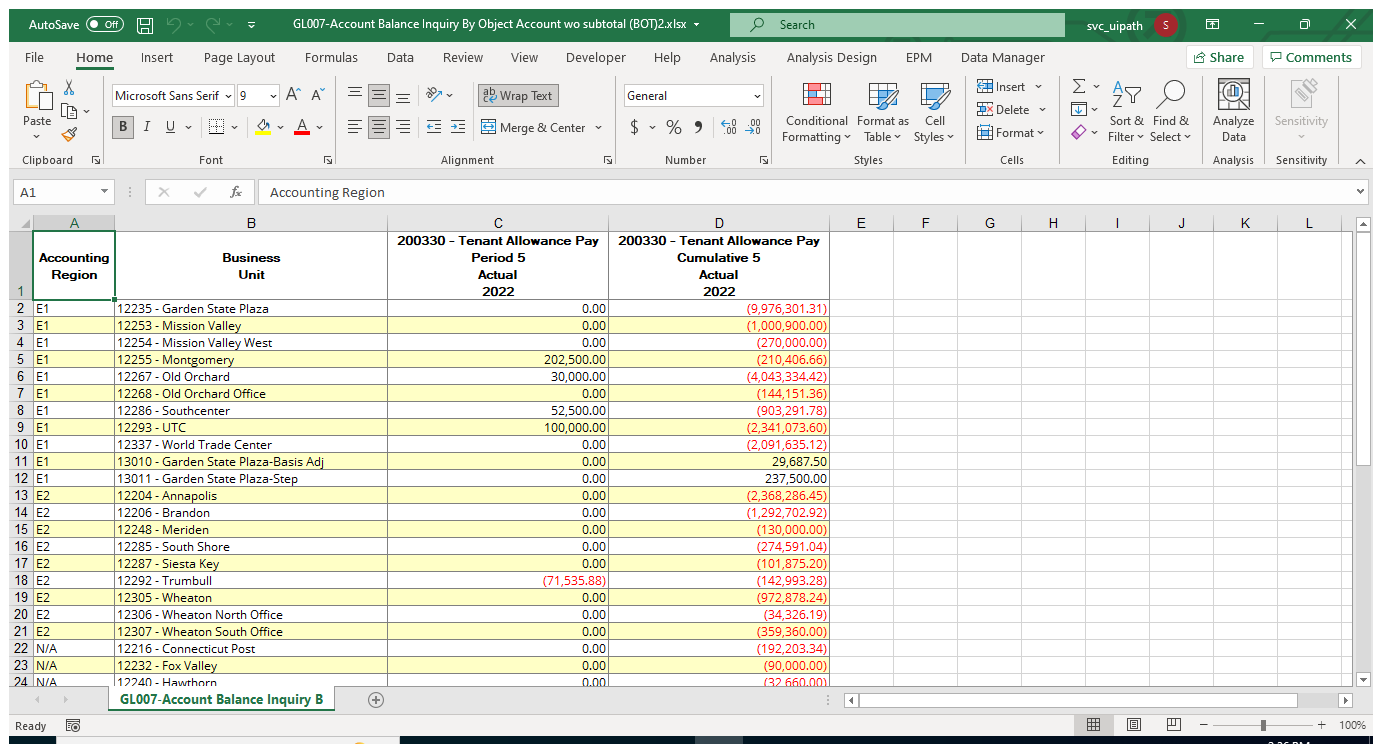 AutoSave Off GL007-Account Balance Inquiry By Object Account wo subtotal (BOT)2.xlsx Search svc_uipath S
File Home Insert Page Layout Formulas Data Review View Developer Help Analysis Analysis Design EPM Data Manager Share Comments
Paste Microsoft Sans Serif 9 Wrap Text General Conditional Formatting Format as Table Cell Styles Insert Sort & Filter Find & Select Analyze Data Sensitivity
B I U Merge & Center $ % Delete
Format
Clipboard Font Alignment Number Styles Cells Editing Analysis Sensitivity
A1 fx Accounting Region
A B C D E F G H I J K L
1 Accounting Region Business Unit 200330 - Tenant Allowance Pay Period 5 Actual 2022 200330 - Tenant Allowance Pay Cumulative 5 Actual 2022
2 E1 12235 - Garden State Plaza 0.00 (9,976,301.31)
3 E1 12253 - Mission Valley 0.00 (1,000,900.00)
4 E1 12254 - Mission Valley West 0.00 (270,000.00)
5 E1 12255 - Montgomery 202,500.00 (210,406.66)
6 E1 12267 - Old Orchard 30,000.00 (4,043,334.42)
7 E1 12268 - Old Orchard Office 0.00 (144,151.36)
8 E1 12286 - Southcenter 52,500.00 (903,291.78)
9 E1 12293 - UTC 100,000.00 (2,341,073.60)
10 E1 12337 - World Trade Center 0.00 (2,091,635.12)
11 E1 13010 - Garden State Plaza-Basis Adj 0.00 29,687.50
12 E1 13011 - Garden State Plaza-Step 0.00 237,500.00
13 E2 12204 - Annapolis 0.00 (2,368,286.45)
14 E2 12206 - Brandon 0.00 (1,292,702.92)
15 E2 12248 - Meriden 0.00 (130,000.00)
16 E2 12285 - South Shore 0.00 (274,591.04)
17 E2 12287 - Siesta Key 0.00 (101,875.20)
18 E2 12292 - Trumbull (71,535.88) (142,993.28)
19 E2 12305 - Wheaton 0.00 (972,878.24)
20 E2 12306 - Wheaton North Office 0.00 (34,326.19)
21 E2 12307 - Wheaton South Office 0.00 (359,360.00)
22 N/A 12216 - Connecticut Post 0.00 (192,203.34)
23 N/A 12232 - Fox Valley 0.00 (90,000.00)
24 N/A 12240 - Hawthorn 0.00 (32,660.00)
GL007-Account Balance Inquiry B
Ready 100%